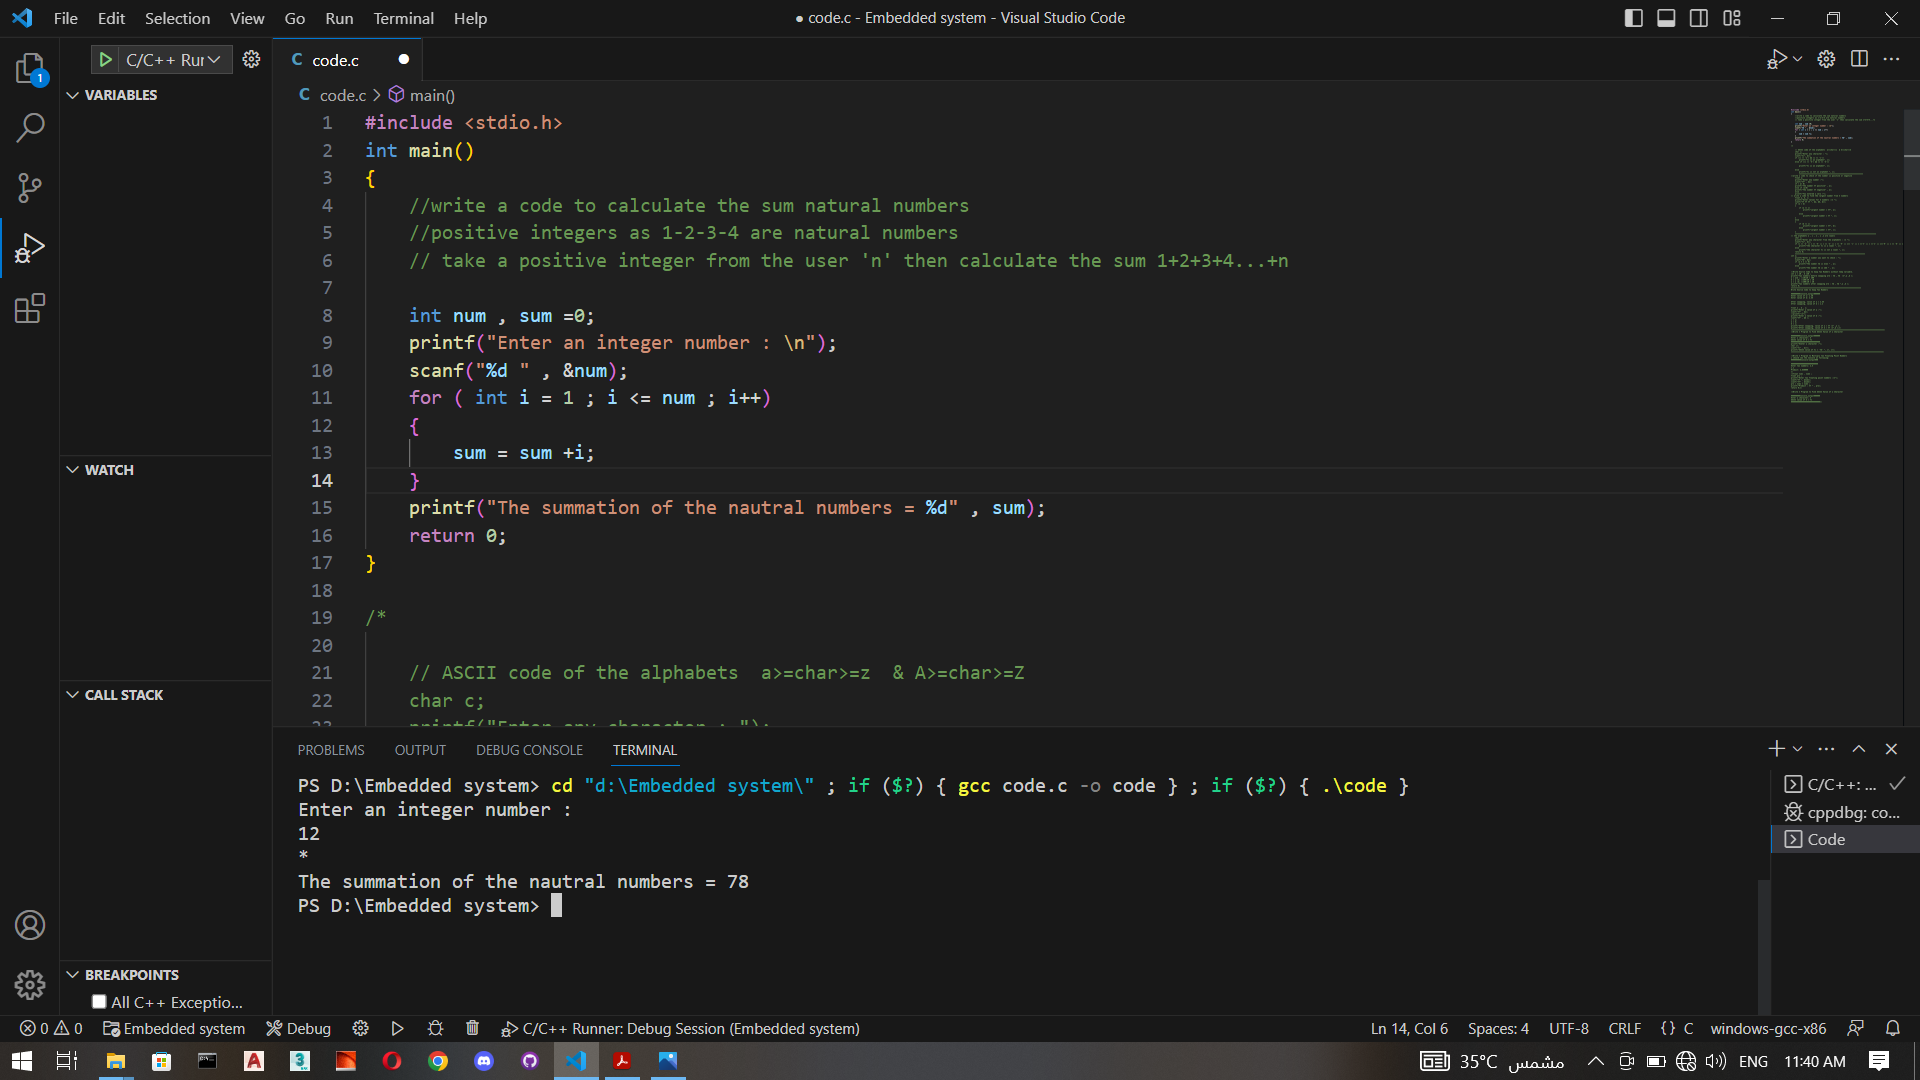 File Edit Selection View Go Run Terminal Help
● code.c - Embedded system - Visual Studio Code
C/C++ Rur
C code.c
VARIABLES
C code.c > main()
1 #include <stdio.h>
2 int main()
3 {
4 //write a code to calculate the sum natural numbers
5 //positive integers as 1-2-3-4 are natural numbers
6 // take a positive integer from the user 'n' then calculate the sum 1+2+3+4...+n
7
8 int num , sum =0;
9 printf("Enter an integer number : \n");
10 scanf("%d " , &num);
11 for ( int i = 1 ; i <= num ; i++)
12 {
13 sum = sum +i;
14 }
15 printf("The summation of the nautral numbers = %d" , sum);
16 return 0;
17 }
18
19 /*
20
21 // ASCII code of the alphabets  a>=char>=z  & A>=char>=Z
22 char c;
23 printf("Enter any character : ");
WATCH
CALL STACK
BREAKPOINTS
All C++ Exceptio...
PROBLEMS OUTPUT DEBUG CONSOLE TERMINAL
PS D:\Embedded system> cd "d:\Embedded system\" ; if ($?) { gcc code.c -o code } ; if ($?) { .\code }
Enter an integer number :
12
*
The summation of the nautral numbers = 78
PS D:\Embedded system>
C/C++: ...
cppdbg: co...
Code
0 0 Embedded system Debug C/C++ Runner: Debug Session (Embedded system)
Ln 14, Col 6 Spaces: 4 UTF-8 CRLF {} C windows-gcc-x86
35°C مشمس ENG 11:40 AM